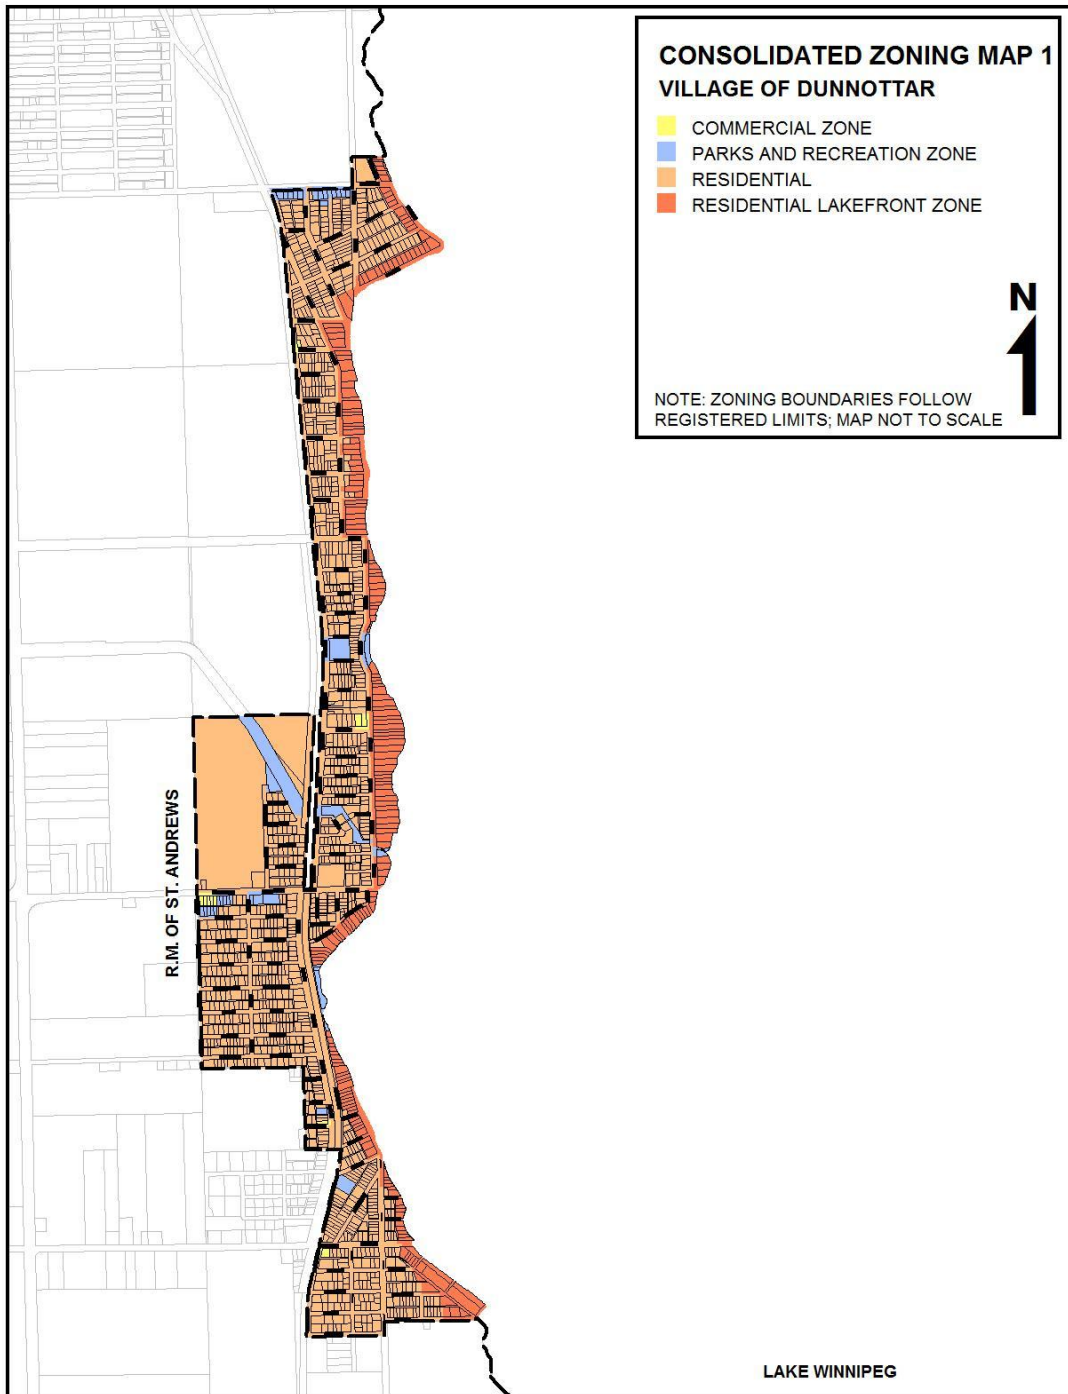 CONSOLIDATED ZONING MAP 1
VILLAGE OF DUNNOTTAR
COMMERCIAL ZONE
PARKS AND RECREATION ZONE
RESIDENTIAL
RESIDENTIAL LAKEFRONT ZONE
N
NOTE: ZONING BOUNDARIES FOLLOW
REGISTERED LIMITS; MAP NOT TO SCALE
R.M. OF ST. ANDREWS
LAKE WINNIPEG